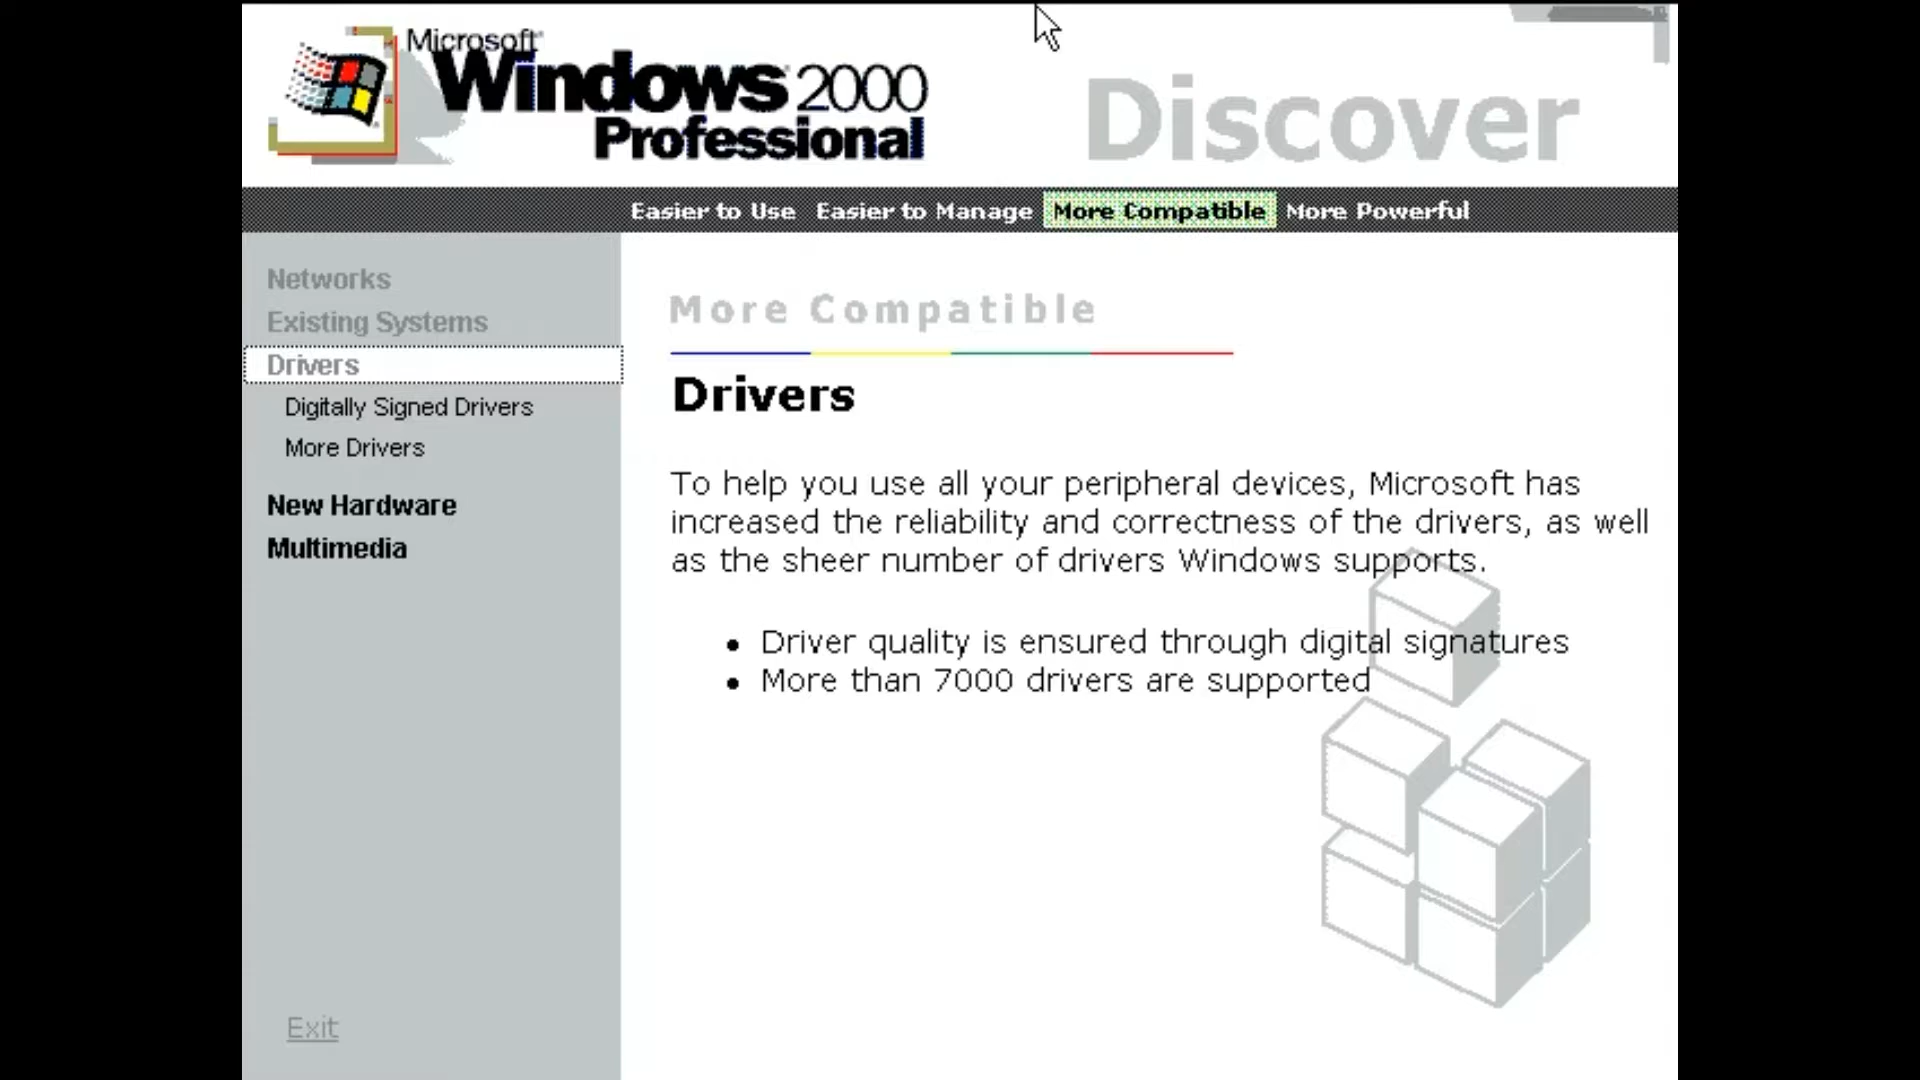 Microsoft
Windows 2000
Professional
Discover
Easier to Use Easier to Manage More Compatible More Powerful
Networks
Existing Systems
Drivers
Digitally Signed Drivers
More Drivers
New Hardware
Multimedia
Exit
More Compatible
Drivers
To help you use all your peripheral devices, Microsoft has
increased the reliability and correctness of the drivers, as well
as the sheer number of drivers Windows supports.
• Driver quality is ensured through digital signatures
• More than 7000 drivers are supported